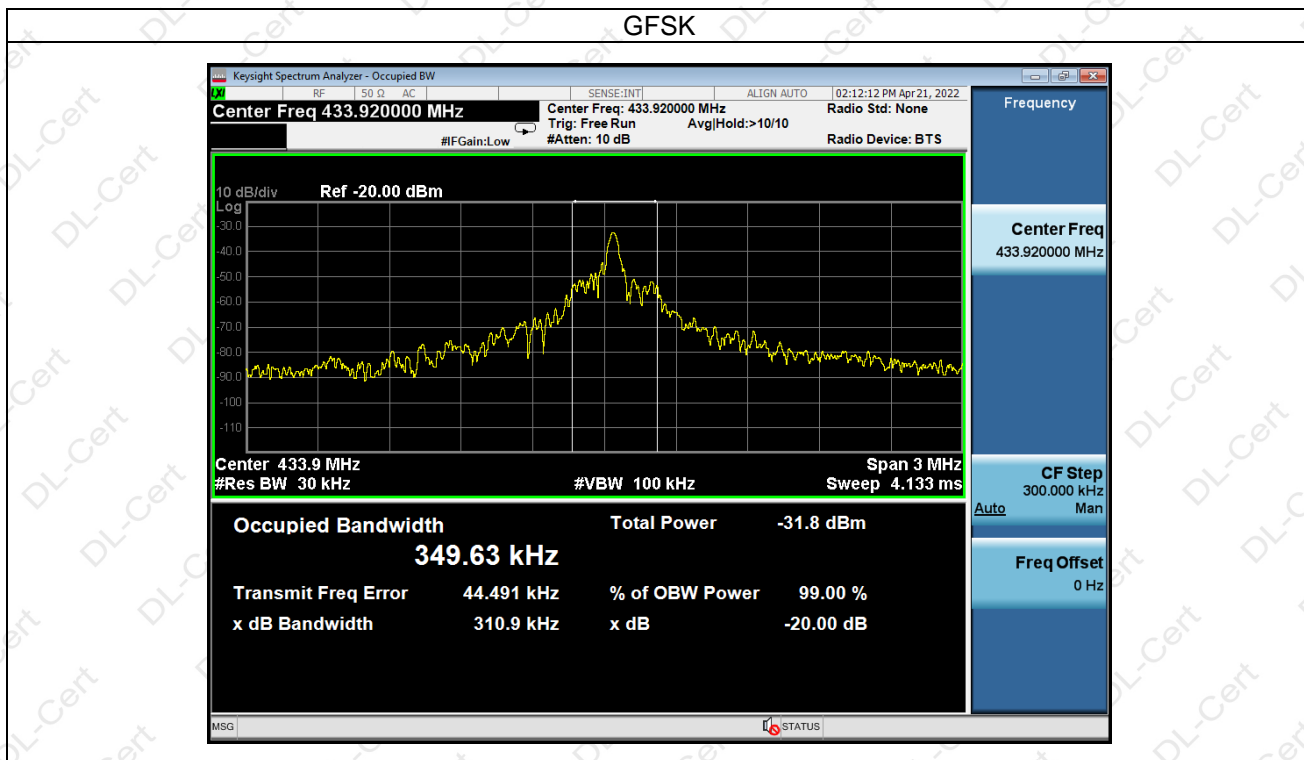 GFSK
Keysight Spectrum Analyzer - Occupied BW
LXI RF 50 Ω AC SENSE:INT ALIGN AUTO 02:12:12 PM Apr 21, 2022
Center Freq 433.920000 MHz
Center Freq: 433.920000 MHz Radio Std: None
Trig: Free Run Avg|Hold:>10/10
#IFGain:Low #Atten: 10 dB Radio Device: BTS
10 dB/div Ref -20.00 dBm
Log
-30.0
-40.0
-50.0
-60.0
-70.0
-80.0
-90.0
-100
-110
Center 433.9 MHz Span 3 MHz
#Res BW 30 kHz #VBW 100 kHz Sweep 4.133 ms
Occupied Bandwidth Total Power -31.8 dBm
349.63 kHz
Transmit Freq Error 44.491 kHz % of OBW Power 99.00 %
x dB Bandwidth 310.9 kHz x dB -20.00 dB
MSG STATUS
Frequency
Center Freq
433.920000 MHz
CF Step
300.000 kHz
Auto Man
Freq Offset
0 Hz
DL-Cert